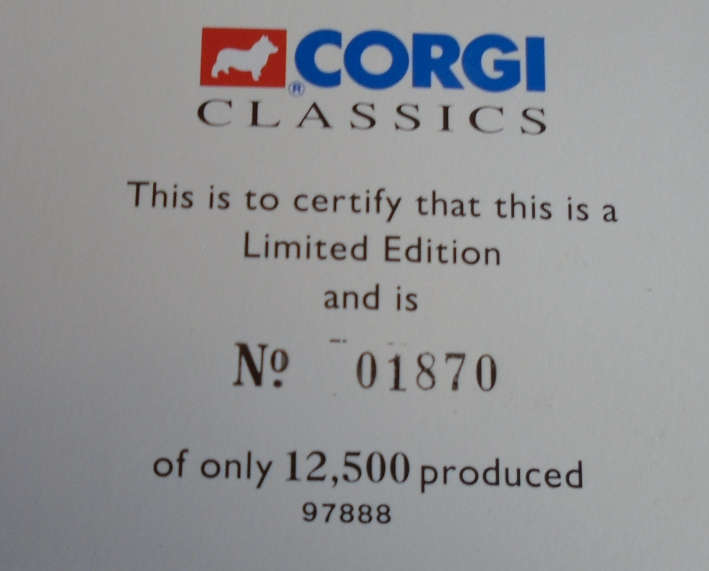 CORGI
®
CLASSICS
This is to certify that this is a
Limited Edition
and is
Nº 01870
of only 12,500 produced
97888